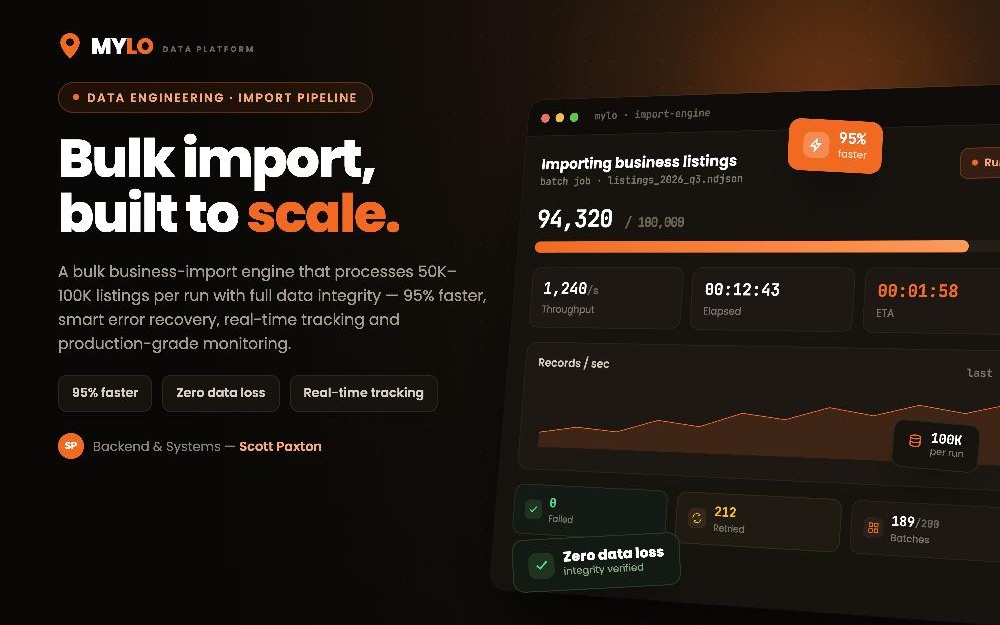 MYLO DATA PLATFORM
DATA ENGINEERING · IMPORT PIPELINE
Bulk import,
built to scale.
A bulk business-import engine that processes 50K–
100K listings per run with full data integrity — 95% faster,
smart error recovery, real-time tracking and
production-grade monitoring.
95% faster
Zero data loss
Real-time tracking
SP
Backend & Systems — Scott Paxton
mylo · import-engine
95%
faster
Importing business listings
batch job · listings_2026_q3.ndjson
94,320 / 100,000
1,240/s
Throughput
00:12:43
Elapsed
00:01:58
ETA
Records / sec
last
100K
per run
0
Failed
212
Retried
189/200
Batches
Zero data loss
integrity verified